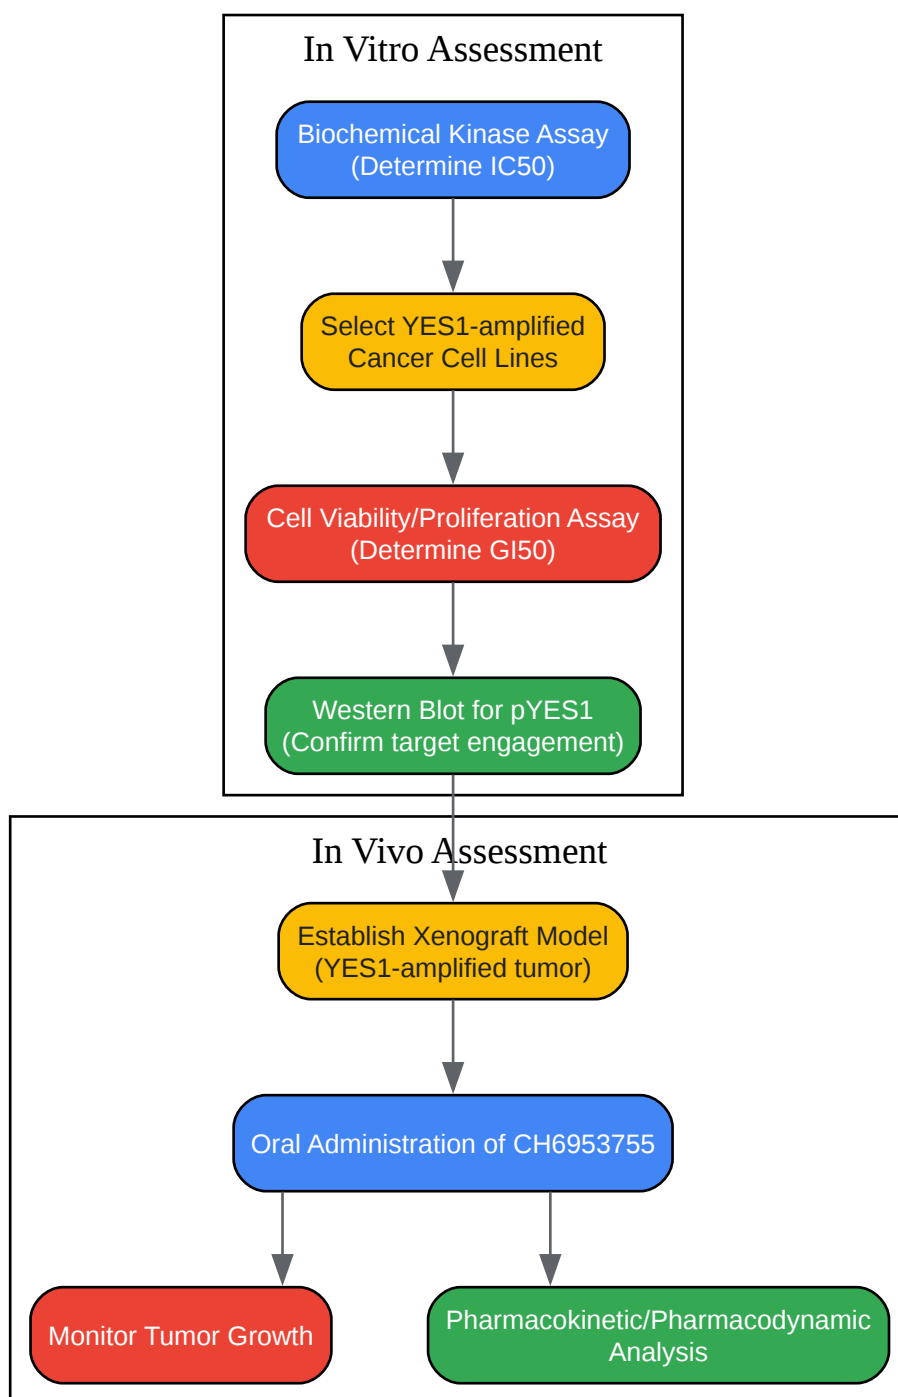 In Vitro Assessment
Biochemical Kinase Assay
(Determine IC50)
Select YES1-amplified
Cancer Cell Lines
Cell Viability/Proliferation Assay
(Determine GI50)
Western Blot for pYES1
(Confirm target engagement)
In Vivo Assessment
Establish Xenograft Model
(YES1-amplified tumor)
Oral Administration of CH6953755
Monitor Tumor Growth
Pharmacokinetic/Pharmacodynamic
Analysis